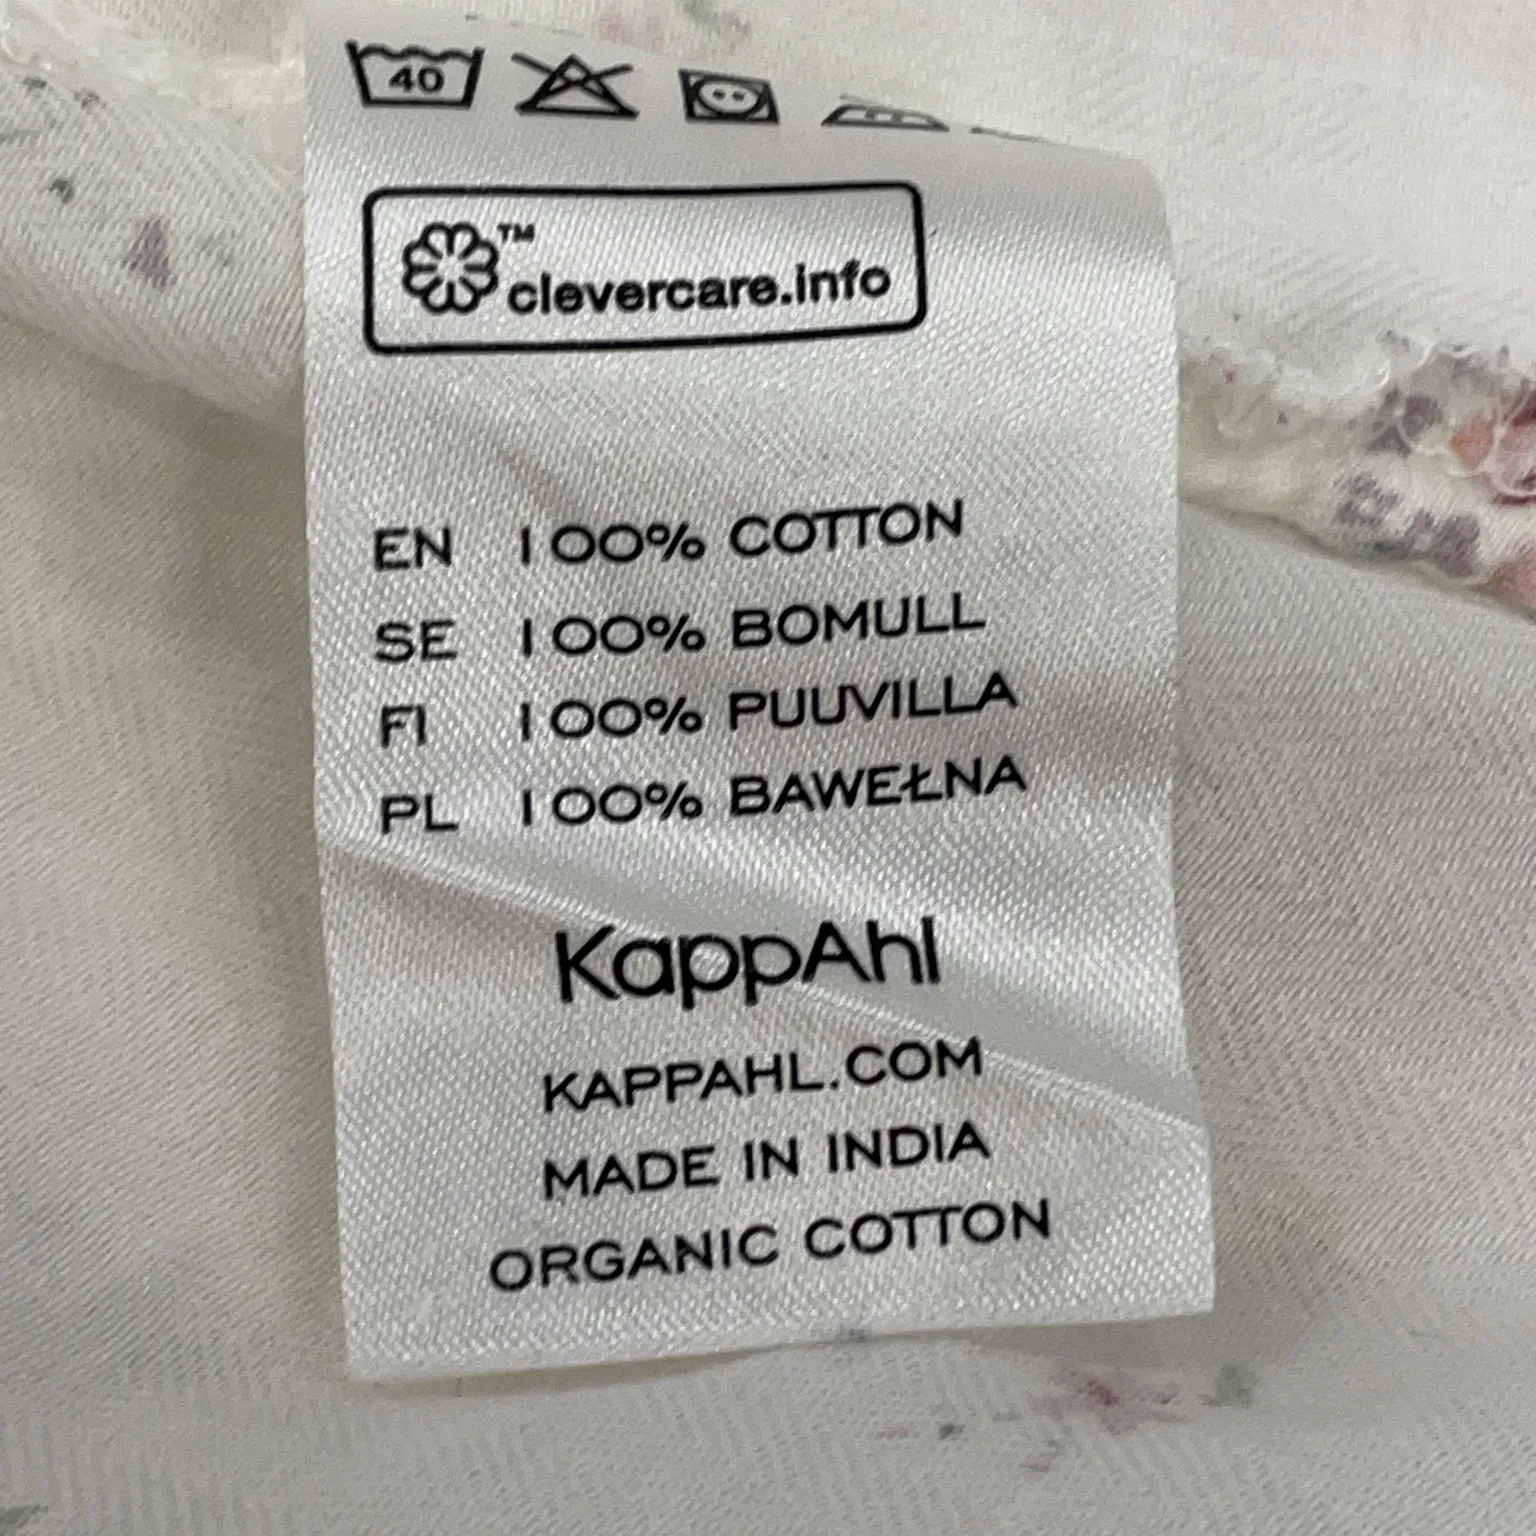 40
™
clevercare.info
EN 100% COTTON
SE 100% BOMULL
FI 100% PUUVILLA
PL 100% BAWEŁNA
KappAhl
KAPPAHL.COM
MADE IN INDIA
ORGANIC COTTON